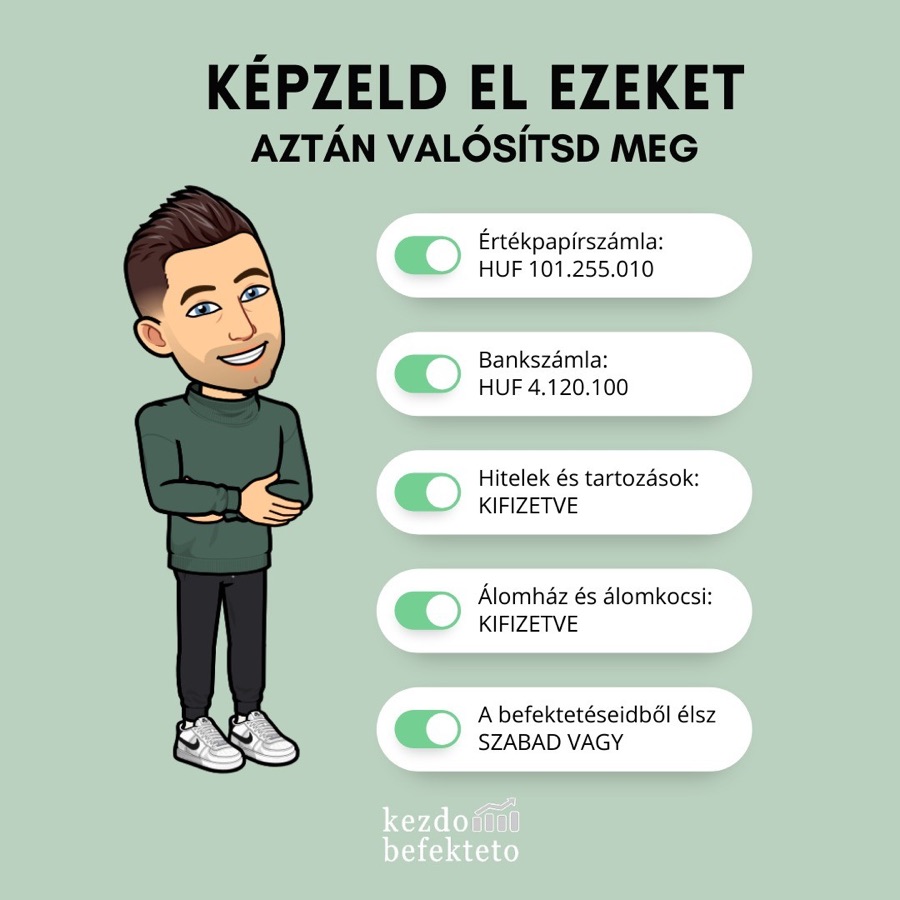 KÉPZELD EL EZEKET
AZTÁN VALÓSÍTSD MEG
Értékpapírszámla:
HUF 101.255.010
Bankszámla:
HUF 4.120.100
Hitelek és tartozások:
KIFIZETVE
Álomház és álomkocsi:
KIFIZETVE
A befektetéseidből élsz
SZABAD VAGY
kezdo
befekteto